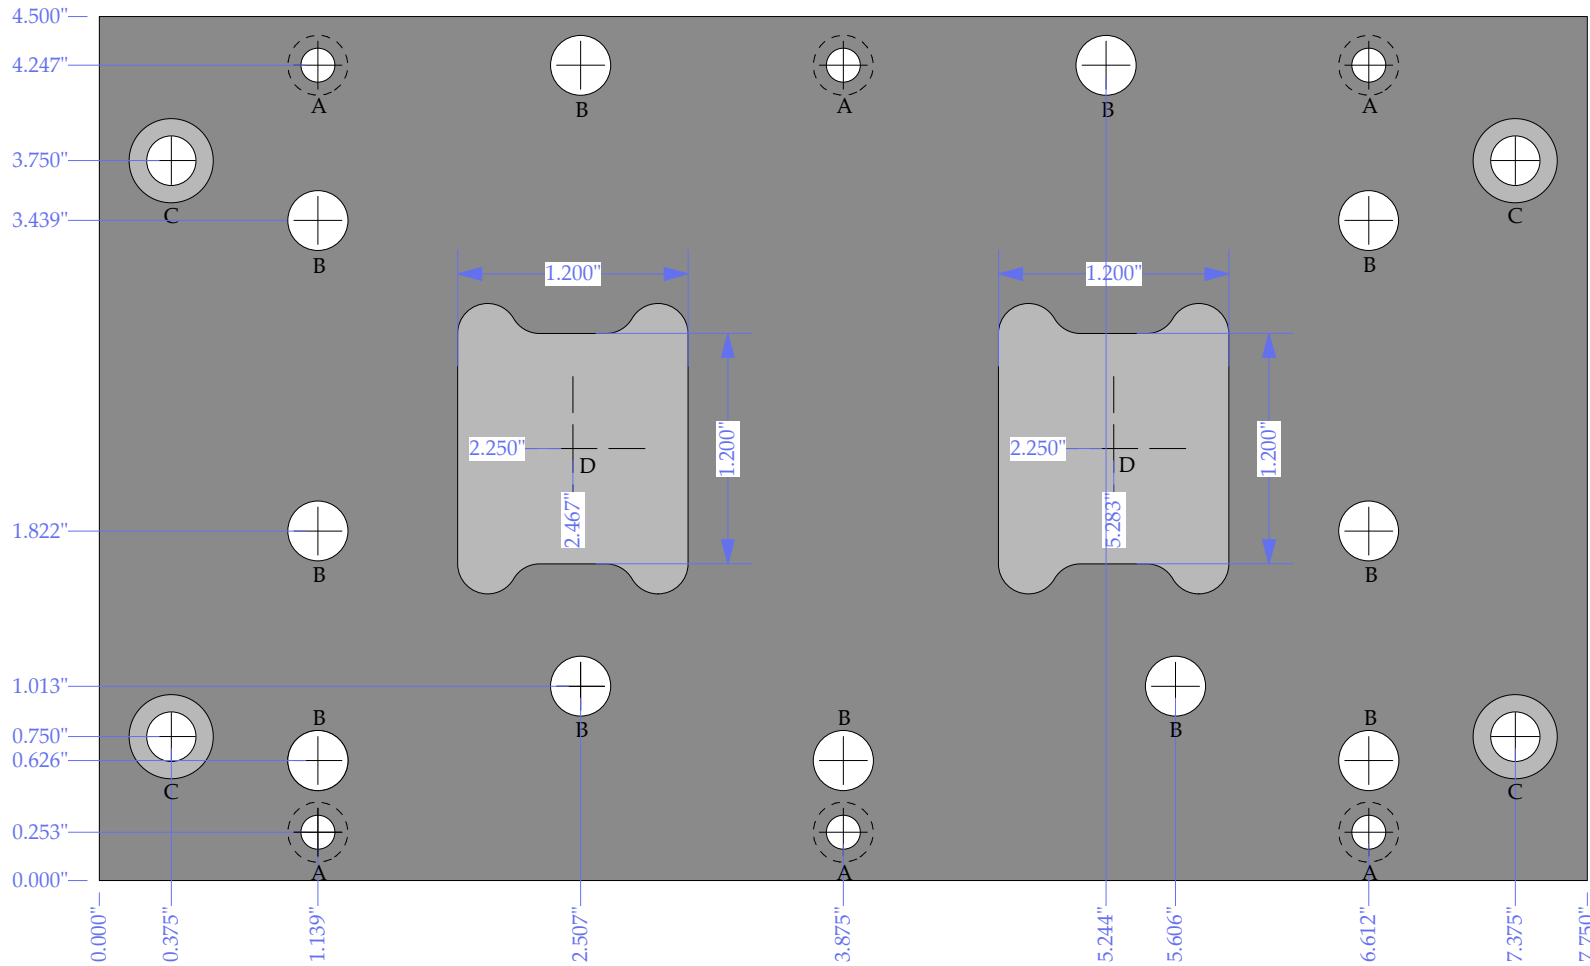 4.500"
4.247"
A
B
A
B
A
3.750"
C
C
3.439"
B
B
1.200"
1.200"
2.250"
D
1.200"
2.467"
2.250"
D
1.200"
5.283"
1.822"
B
B
1.013"
B
B
0.750"
B
B
B
0.626"
C
C
0.253"
A
A
A
0.000"
0.000"
0.375"
1.139"
2.507"
3.875"
5.244"
5.606"
6.612"
7.375"
7.750"